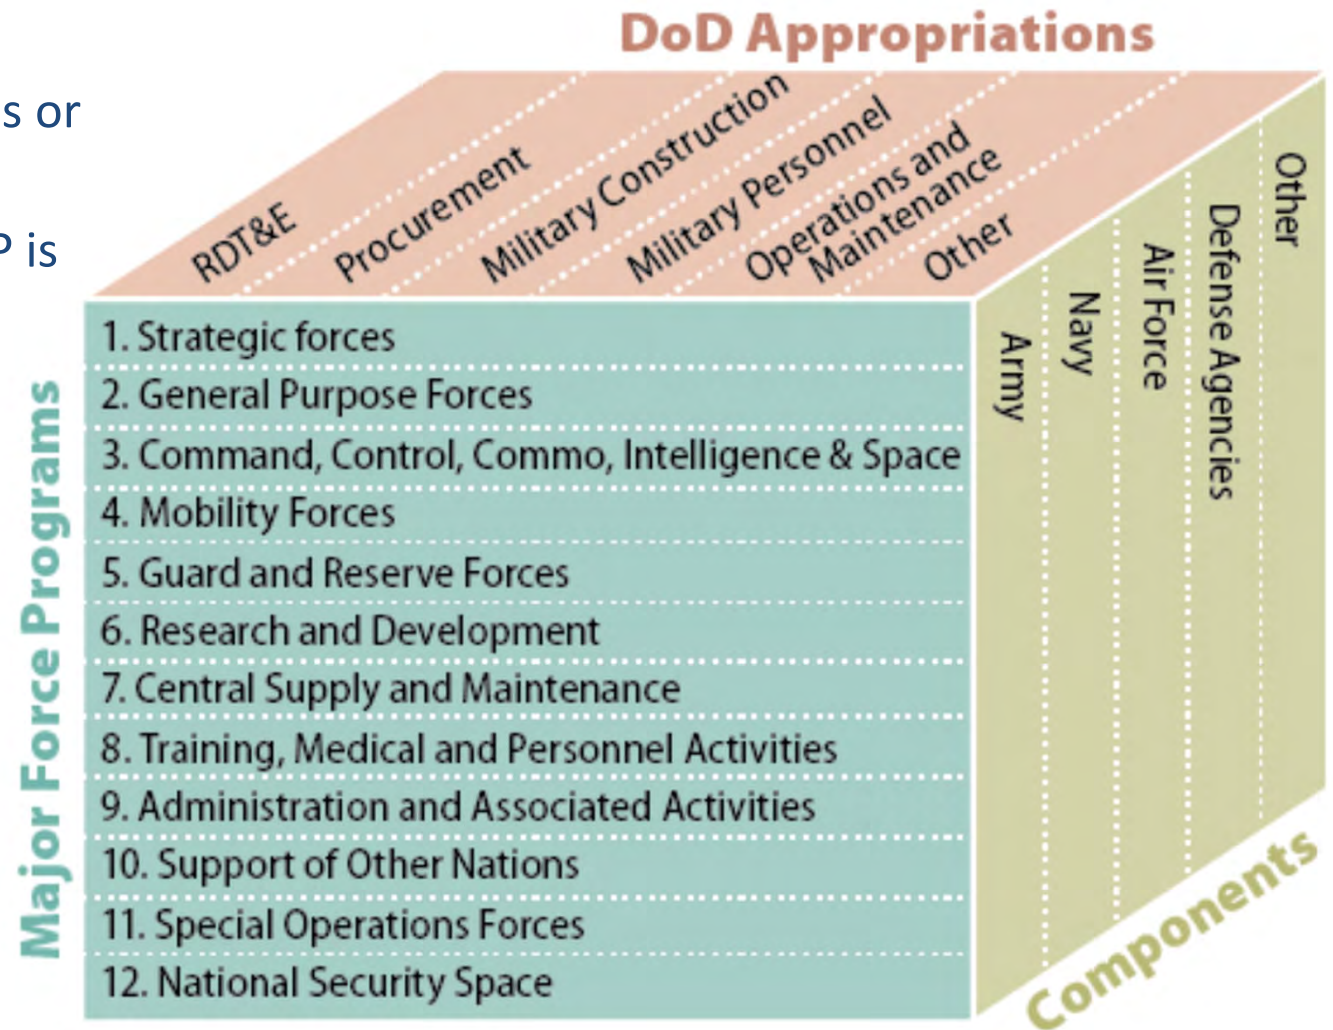 DoD Appropriations
s or
P is
RDT&E
Procurement
Military Construction
Military Personnel
Operations and
Maintenance
Other
Major Force Programs
1. Strategic forces
2. General Purpose Forces
3. Command, Control, Commo, Intelligence & Space
4. Mobility Forces
5. Guard and Reserve Forces
6. Research and Development
7. Central Supply and Maintenance
8. Training, Medical and Personnel Activities
9. Administration and Associated Activities
10. Support of Other Nations
11. Special Operations Forces
12. National Security Space
Army
Navy
Air Force
Defense Agencies
Other
Components